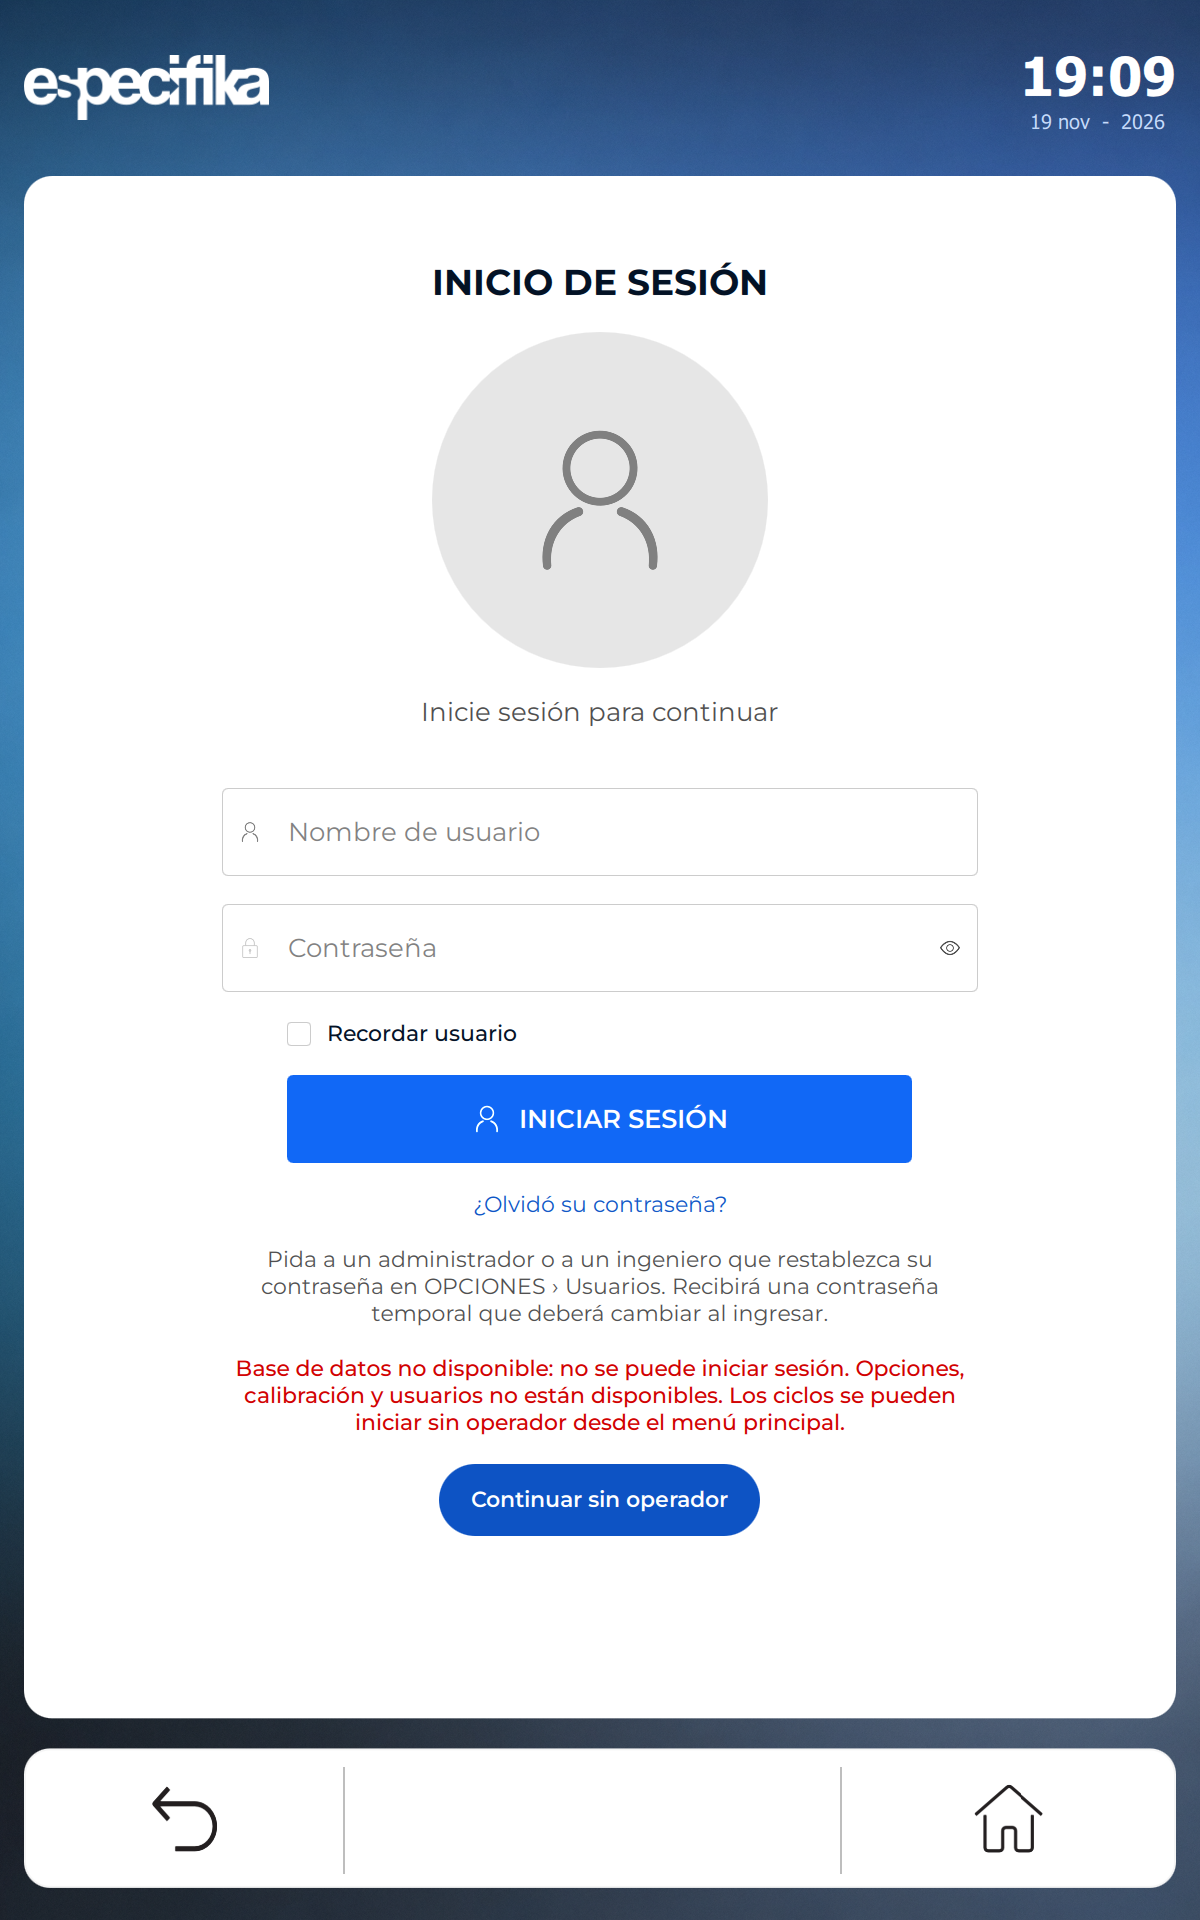 especifika
19:09
19 nov - 2026
INICIO DE SESIÓN
Inicie sesión para continuar
Nombre de usuario
Contraseña
Recordar usuario
INICIAR SESIÓN
¿Olvidó su contraseña?
Pida a un administrador o a un ingeniero que restablezca su
contraseña en OPCIONES › Usuarios. Recibirá una contraseña
temporal que deberá cambiar al ingresar.
Base de datos no disponible: no se puede iniciar sesión. Opciones,
calibración y usuarios no están disponibles. Los ciclos se pueden
iniciar sin operador desde el menú principal.
Continuar sin operador